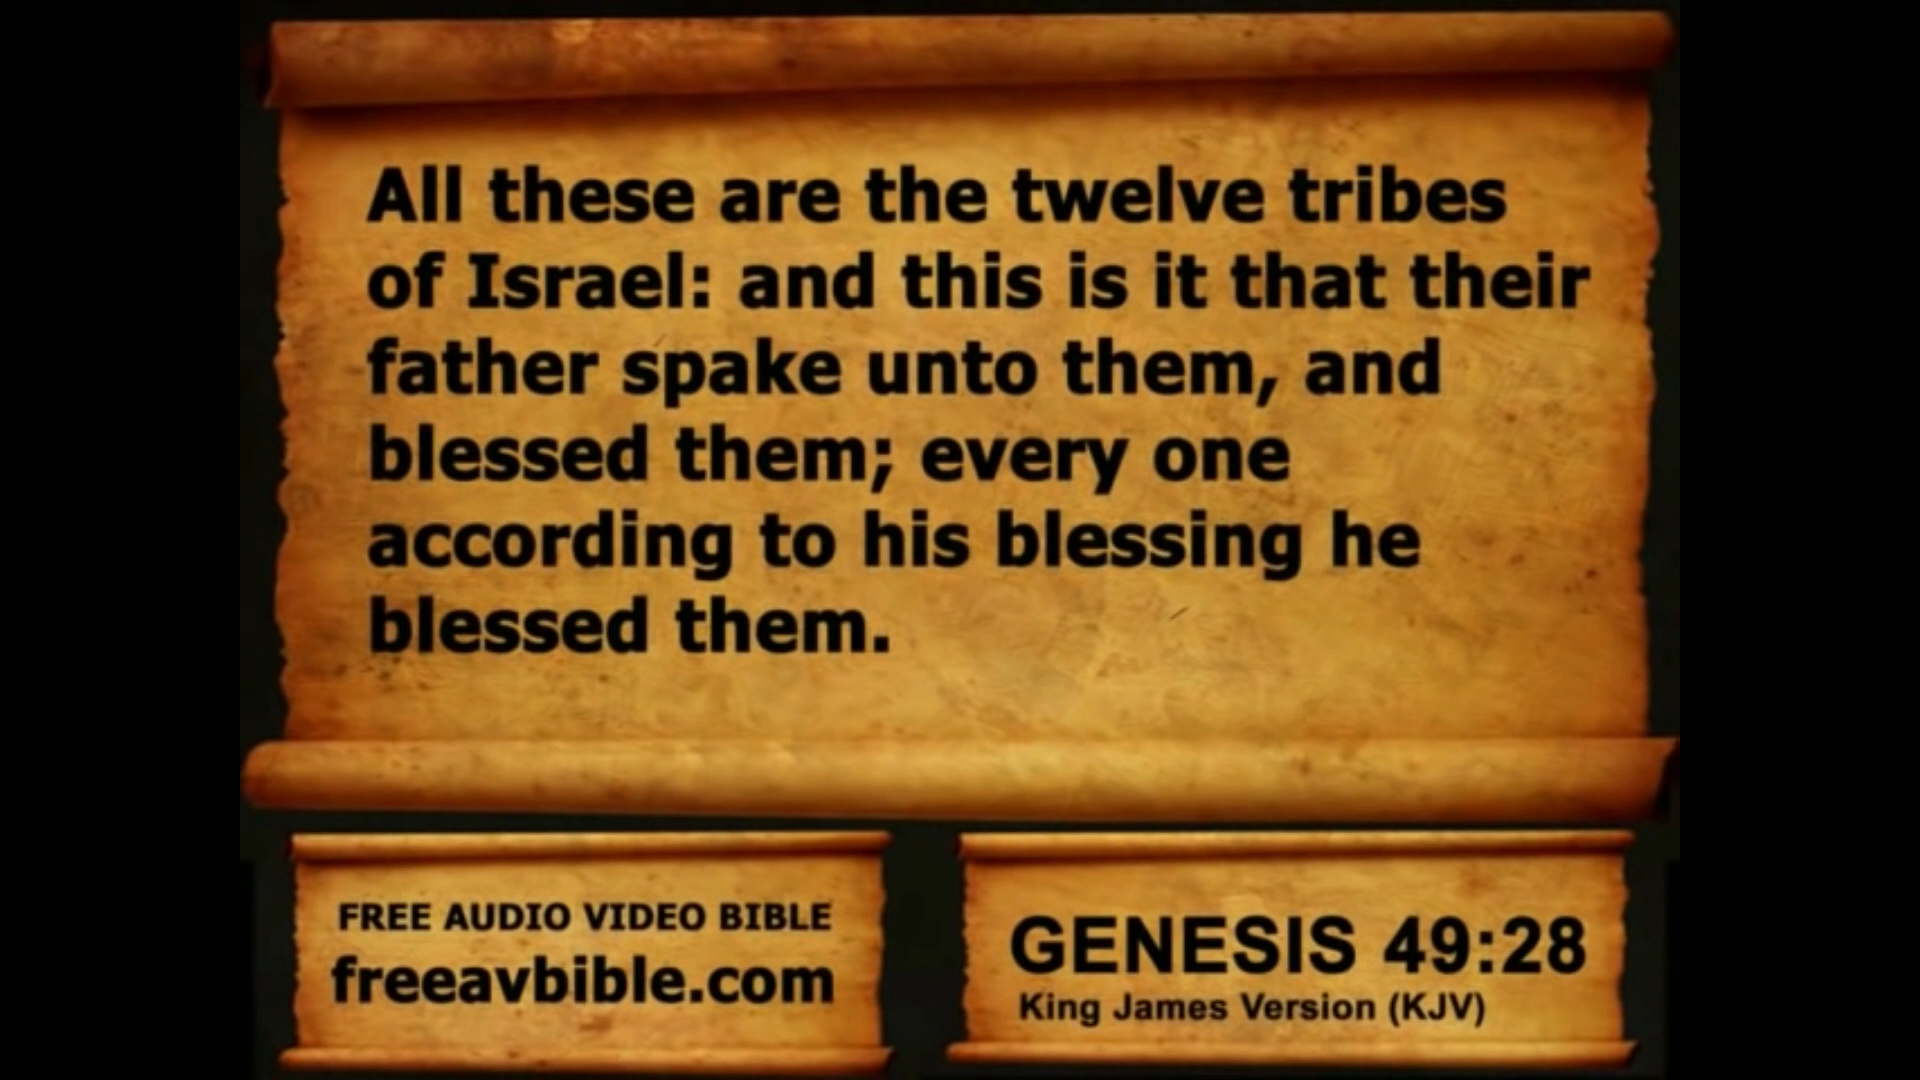 All these are the twelve tribes
of Israel: and this is it that their
father spake unto them, and
blessed them; every one
according to his blessing he
blessed them.
FREE AUDIO VIDEO BIBLE
freeavbible.com
GENESIS 49:28
King James Version (KJV)